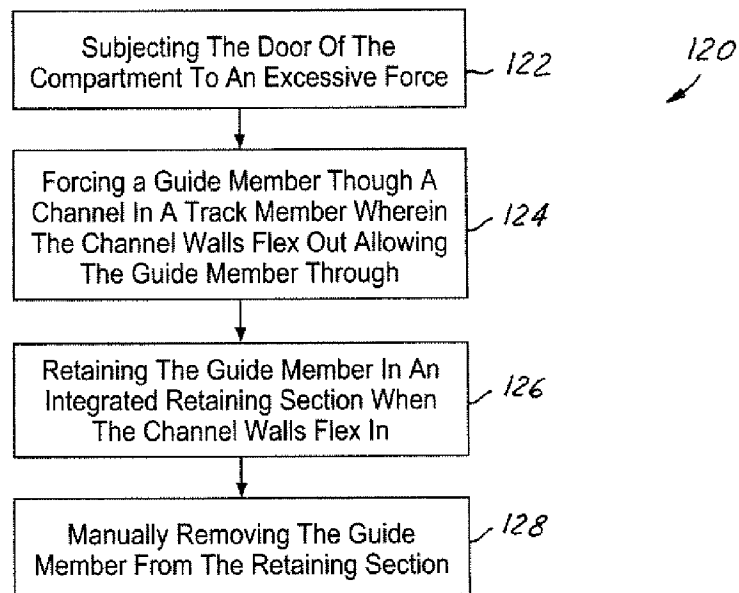 Subjecting The Door Of The
Compartment To An Excessive Force
122
120
Forcing a Guide Member Though A
Channel In A Track Member Wherein
The Channel Walls Flex Out Allowing
The Guide Member Through
124
Retaining The Guide Member In An
Integrated Retaining Section When
The Channel Walls Flex In
126
Manually Removing The Guide
Member From The Retaining Section
128